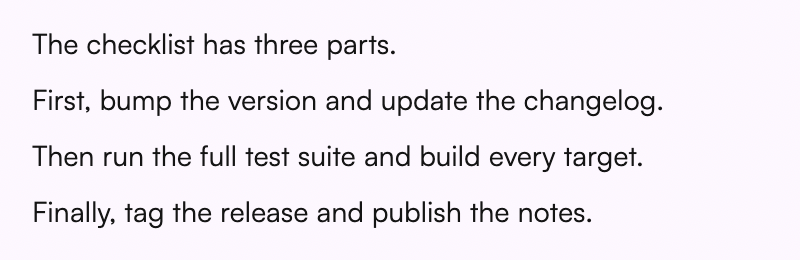 The checklist has three parts.
First, bump the version and update the changelog.
Then run the full test suite and build every target.
Finally, tag the release and publish the notes.